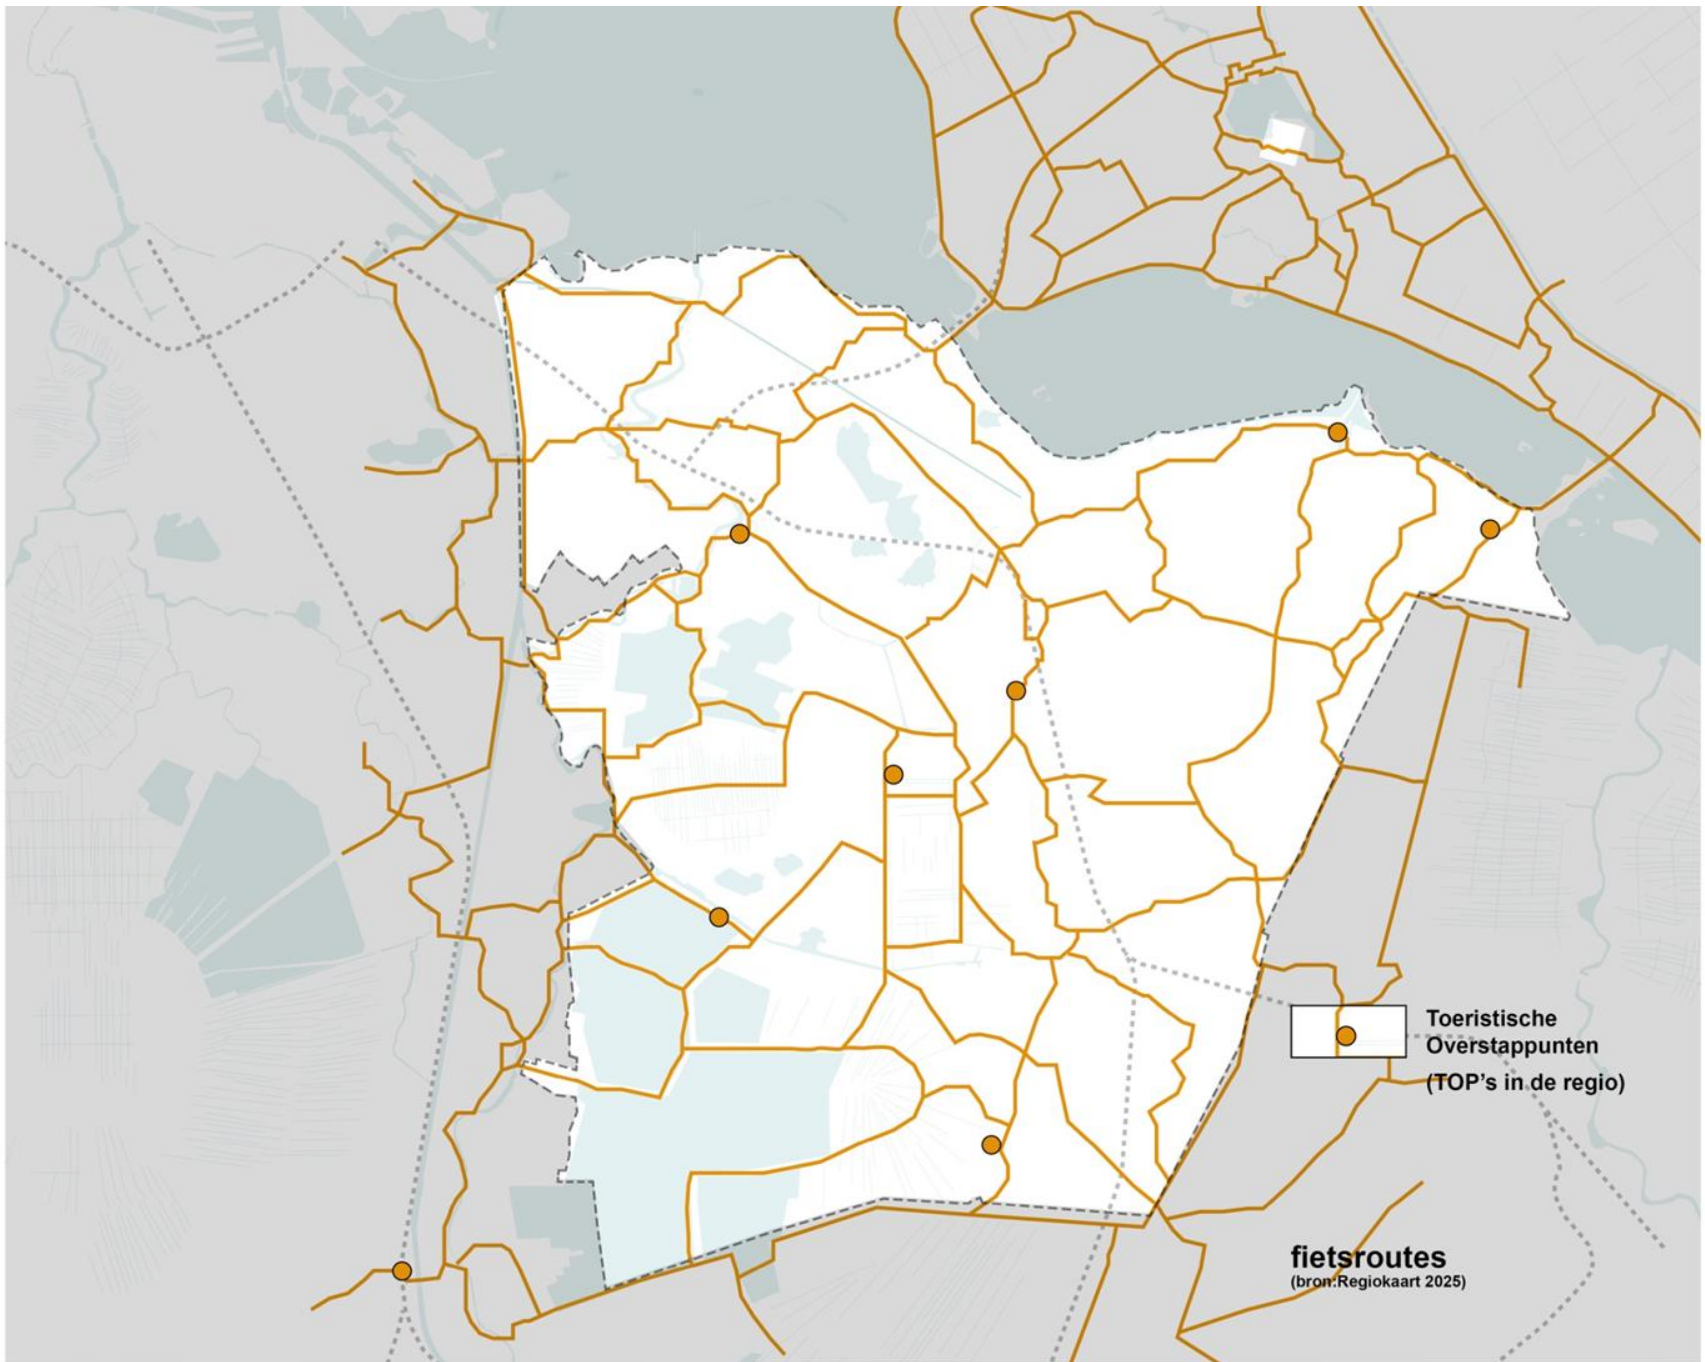 Toeristische
Overstappunten
(TOP's in de regio)
fietsroutes
(bron:Regiokaart 2025)